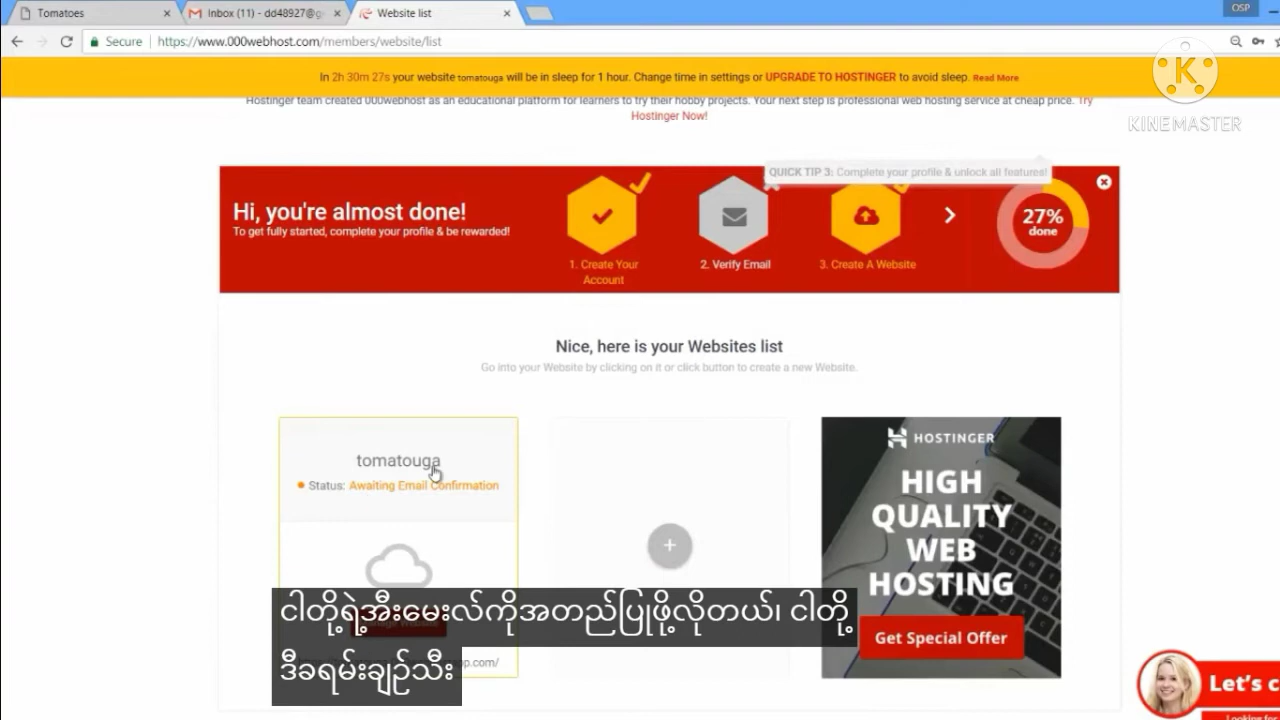 Tomatoes
Inbox (11) - dd48927@g
Website list
OSP
Secure
https://www.000webhost.com/members/website/list
In 2h 30m 27s your website tomatouga will be in sleep for 1 hour. Change time in settings or UPGRADE TO HOSTINGER to avoid sleep. Read More
Hostinger team created 000webhost as an educational platform for learners to try their hobby projects. Your next step is professional web hosting service at cheap price. Try
Hostinger Now!
K
KINEMASTER
QUICK TIP 3: Complete your profile & unlock all features!
Hi, you're almost done!
To get fully started, complete your profile & be rewarded!
1. Create Your
Account
2. Verify Email
3. Create A Website
27%
done
Nice, here is your Websites list
Go into your Website by clicking on it or click button to create a new Website.
tomatouga
Status: Awaiting Email Confirmation
HOSTINGER
HIGH
QUALITY
WEB
HOSTING
Get Special Offer
ငါတို့ရဲ့အီးမေးလ်ကိုအတည်ပြုဖို့လိုတယ်၊ ငါတို့
ဒီခရမ်းချဉ်သီး
pp.com/
Let's c
Looking for